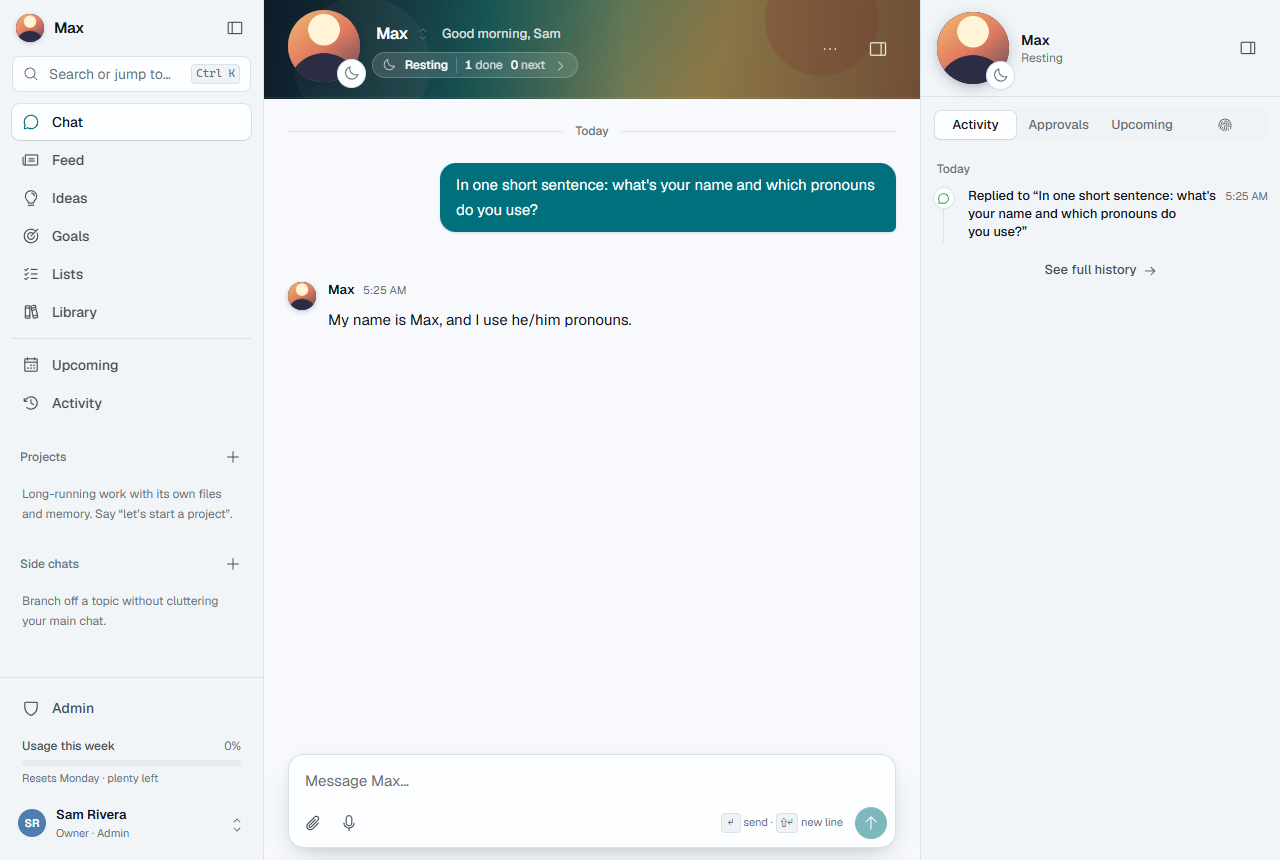 Max
Search or jump to...
Ctrl K
Chat
Feed
Ideas
Goals
Lists
Library
Upcoming
Activity
Projects
Long-running work with its own files
and memory. Say “let’s start a project”.
Side chats
Branch off a topic without cluttering
your main chat.
Admin
Usage this week 0%
Resets Monday · plenty left
SR
Sam Rivera
Owner · Admin
Max Good morning, Sam
Resting 1 done 0 next
Today
In one short sentence: what's your name and which pronouns
do you use?
Max 5:25 AM
My name is Max, and I use he/him pronouns.
Message Max...
send · new line
Max
Resting
Activity Approvals Upcoming
Today
Replied to “In one short sentence: what's 5:25 AM
your name and which pronouns do
you use?”
See full history